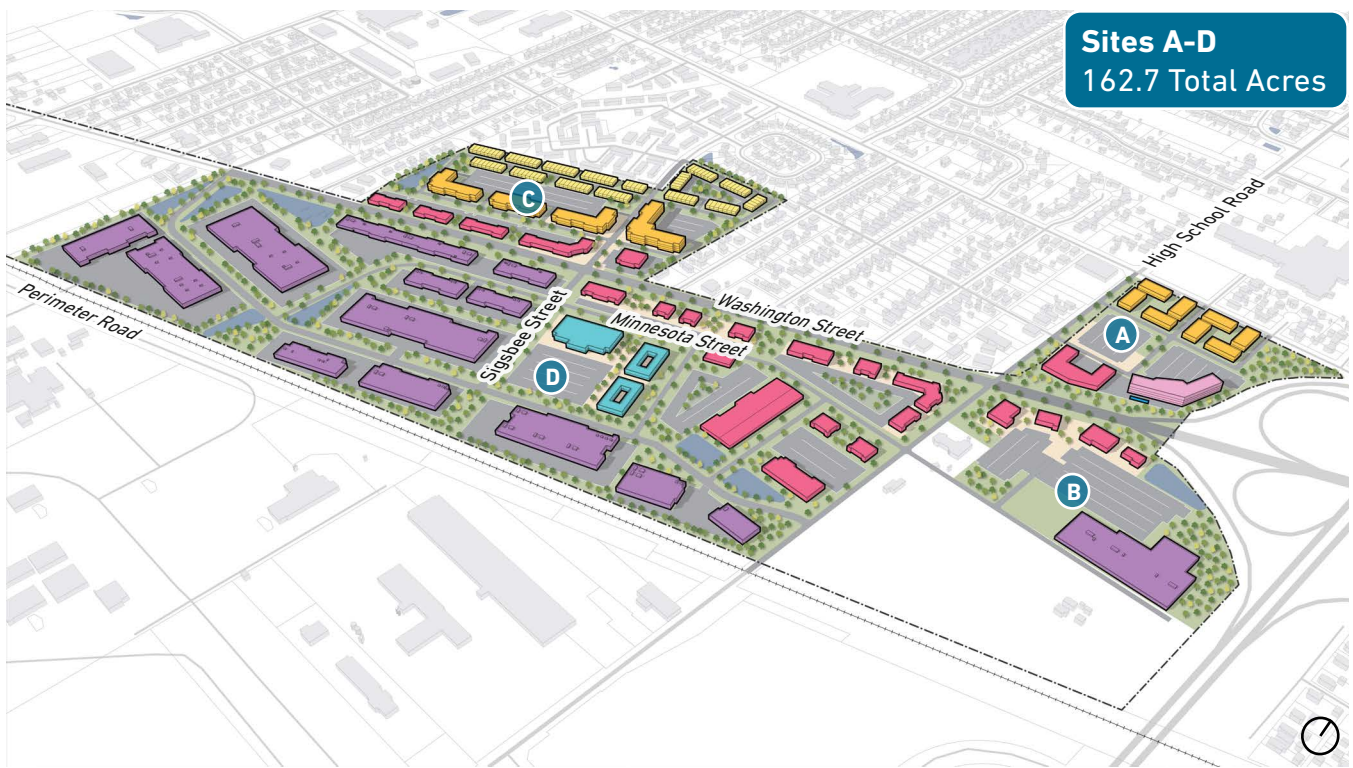 Sites A-D
162.7 Total Acres
High School Road
C
Perimeter Road
Washington Street
Sigsbee Street
Minnesota Street
A
D
B